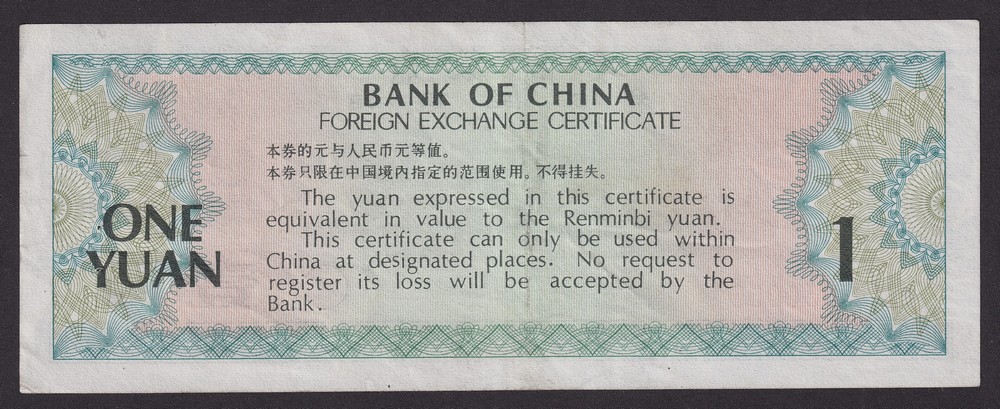 BANK OF CHINA
FOREIGN EXCHANGE CERTIFICATE
本券的元与人民币元等值。
本券只限在中国境内指定的范围使用。不得挂失。
The yuan expressed in this certificate is
equivalent in value to the Renminbi yuan.
This certificate can only be used within
China at designated places. No request to
register its loss will be accepted by the
Bank.
ONE
YUAN
1